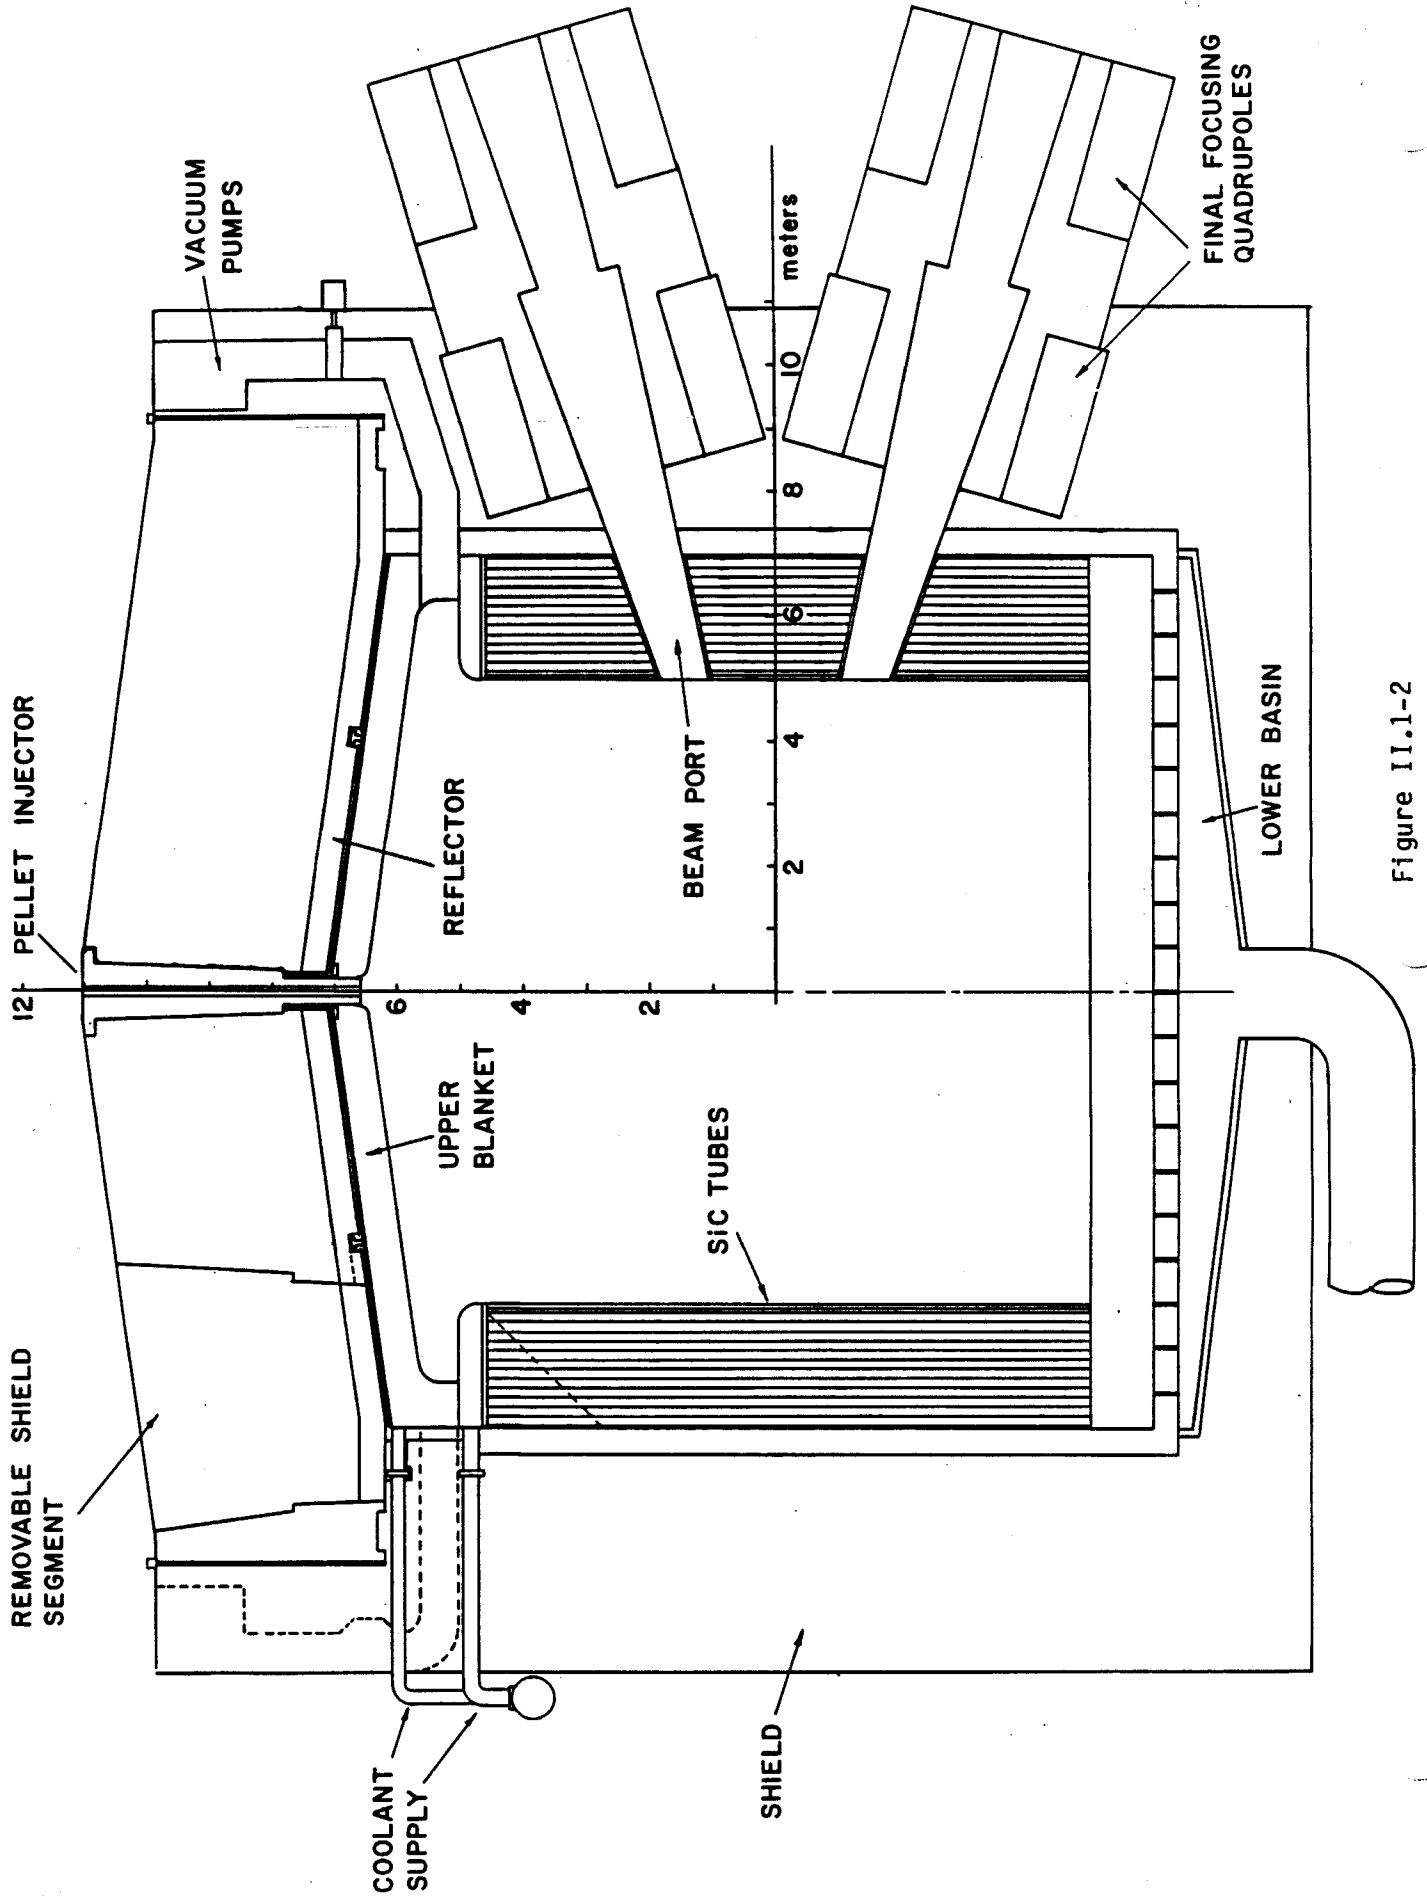 REMOVABLE SHIELD
SEGMENT
12
PELLET INJECTOR
VACUUM
PUMPS
COOLANT
SUPPLY
UPPER
BLANKET
REFLECTOR
6
4
2
SiC TUBES
BEAM PORT
2
4
6
8
10
meters
SHIELD
LOWER BASIN
FINAL FOCUSING
QUADRUPOLES
Figure II.1-2